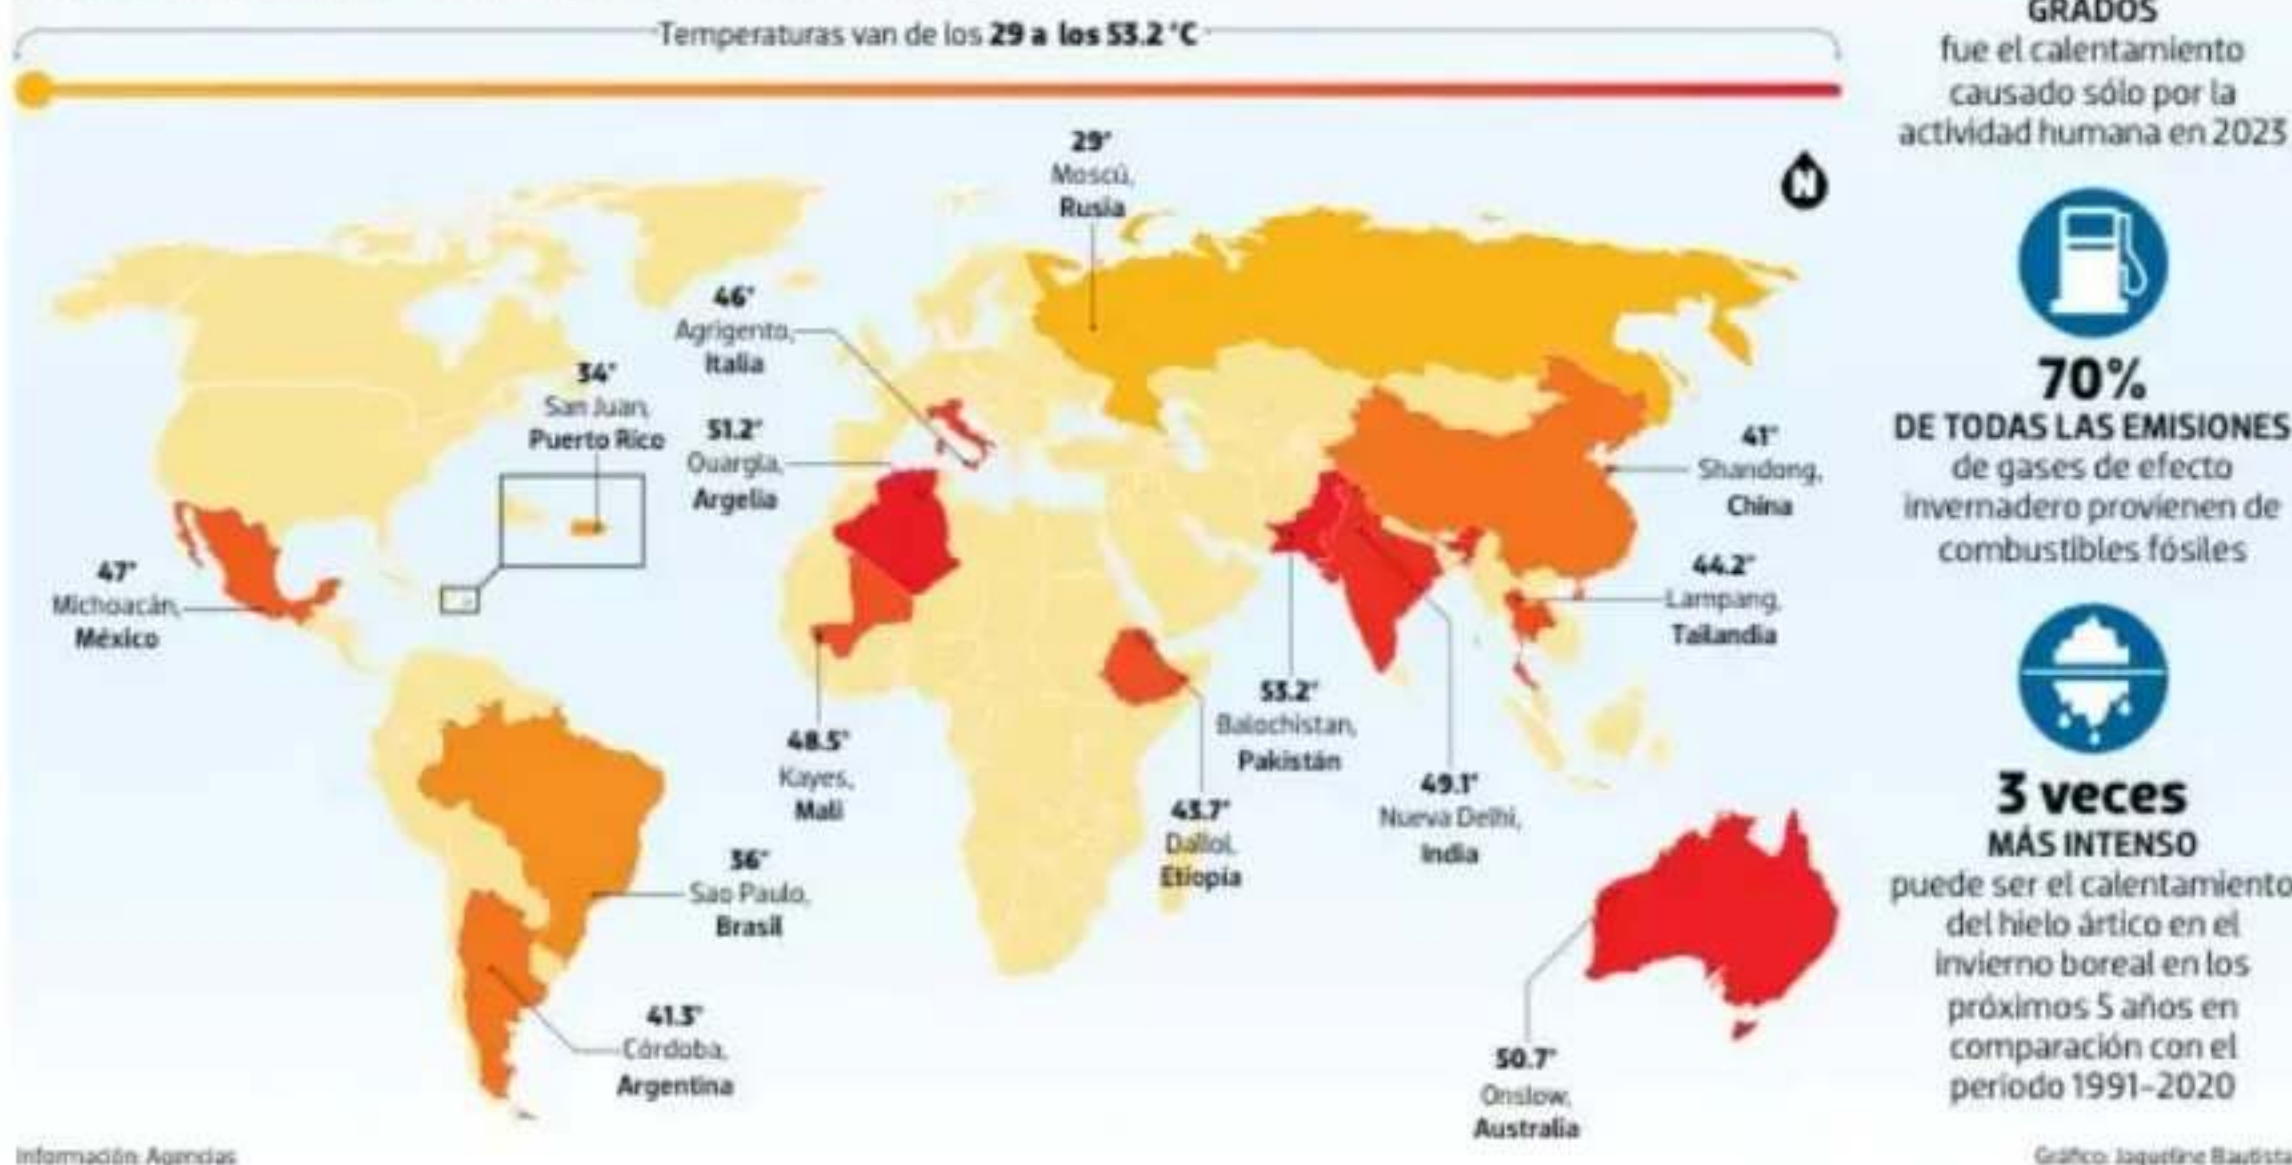 Temperaturas van de los 29 a los 53.2 °C
29°
Moscú,
Rusia
N
46°
Agrigento,
Italia
34°
San Juan,
Puerto Rico
51.2°
Ouargla,
Argelia
41°
Shandong,
China
47°
Michoacán,
México
44.2°
Lampang,
Tailandia
53.2°
Balochistan,
Pakistán
48.5°
Kayes,
Mali
49.1°
Nueva Delhi,
India
43.7°
Dallol,
Etiopía
36°
Sao Paulo,
Brasil
41.3°
Córdoba,
Argentina
50.7°
Onslow,
Australia
GRADOS
fue el calentamiento
causado sólo por la
actividad humana en 2023
70%
DE TODAS LAS EMISIONES
de gases de efecto
invernadero provienen de
combustibles fósiles
3 veces
MÁS INTENSO
puede ser el calentamiento
del hielo ártico en el
invierno boreal en los
próximos 5 años en
comparación con el
periodo 1991-2020
Información: Agencias
Gráfico: Jaqueline Bautista